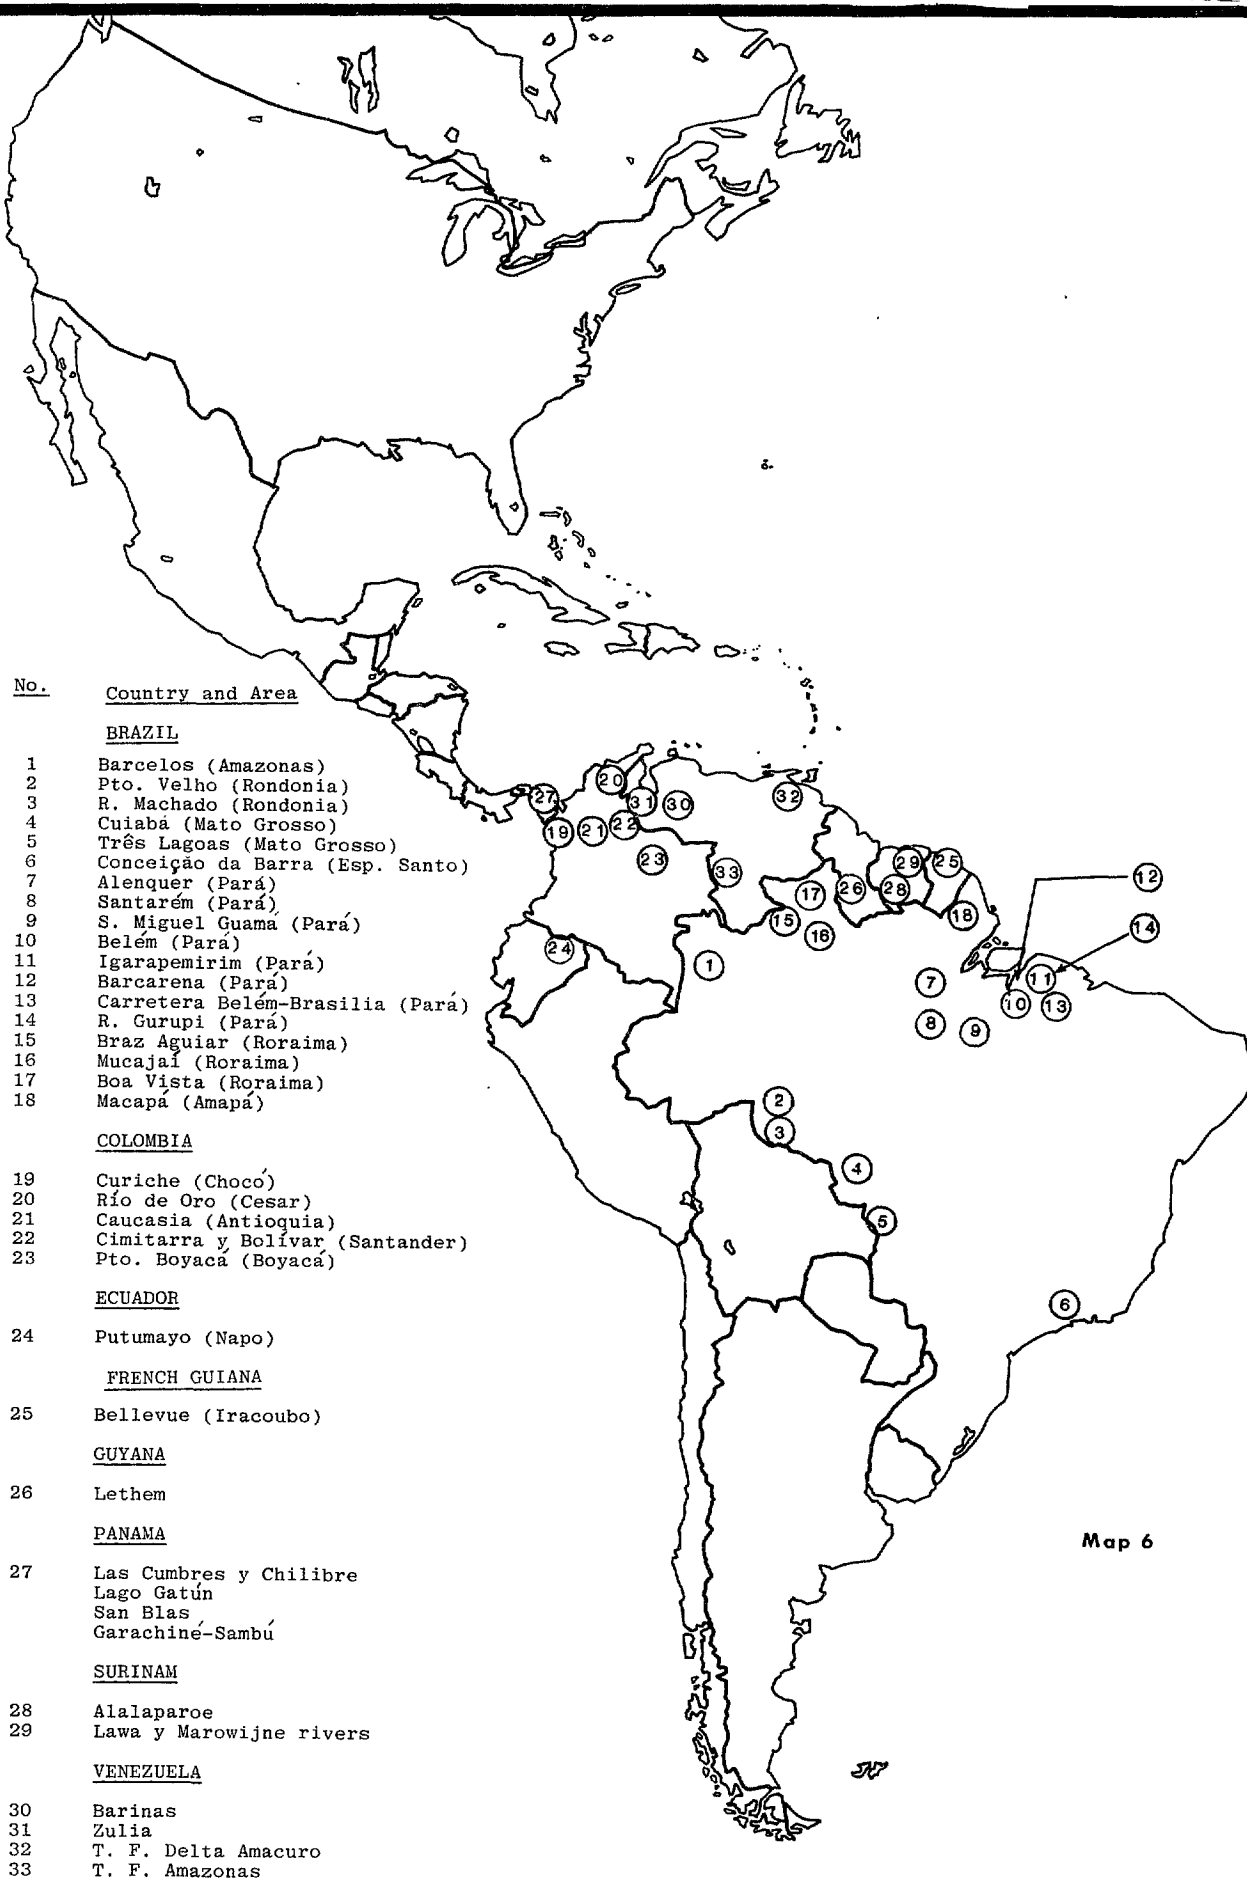 No. Country and Area
BRAZIL
1 Barcelos (Amazonas)
2 Pto. Velho (Rondonia)
3 R. Machado (Rondonia)
4 Cuiabá (Mato Grosso)
5 Três Lagoas (Mato Grosso)
6 Conceição da Barra (Esp. Santo)
7 Alenquer (Pará)
8 Santarém (Pará)
9 S. Miguel Guamá (Pará)
10 Belém (Pará)
11 Igarapemirim (Pará)
12 Barcarena (Pará)
13 Carretera Belém-Brasilia (Pará)
14 R. Gurupi (Pará)
15 Braz Aguiar (Roraima)
16 Mucajaí (Roraima)
17 Boa Vista (Roraima)
18 Macapá (Amapá)
COLOMBIA
19 Curiche (Chocó)
20 Río de Oro (Cesar)
21 Caucasia (Antioquia)
22 Cimitarra y Bolívar (Santander)
23 Pto. Boyacá (Boyacá)
ECUADOR
24 Putumayo (Napo)
FRENCH GUIANA
25 Bellevue (Iracoubo)
GUYANA
26 Lethem
PANAMA
27 Las Cumbres y Chilibre
Lago Gatún
San Blas
Garachiné-Sambú
SURINAM
28 Alalaparoe
29 Lawa y Marowijne rivers
VENEZUELA
30 Barinas
31 Zulia
32 T. F. Delta Amacuro
33 T. F. Amazonas
20
27
31
30
32
19
21
22
23
33
29
25
12
17
26
28
18
15
16
14
24
1
7
11
10
13
8
9
2
3
4
5
6
Map 6